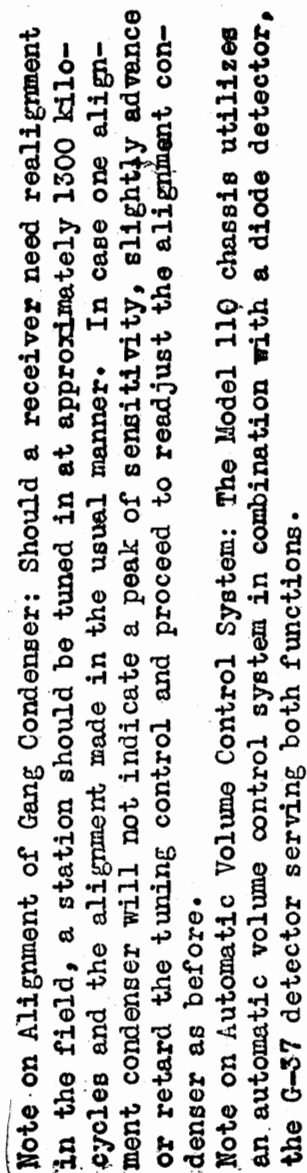 Note on Alignment of Gang Condenser: Should a receiver need realignment
in the field, a station should be tuned in at approximately 1300 kilo-
cycles and the alignment made in the usual manner. In case one align-
ment condenser will not indicate a peak of sensitivity, slightly advance
or retard the tuning control and proceed to readjust the alignment con-
denser as before.
Note on Automatic Volume Control System: The Model 110 chassis utilizes
an automatic volume control system in combination with a diode detector,
the G-37 detector serving both functions.